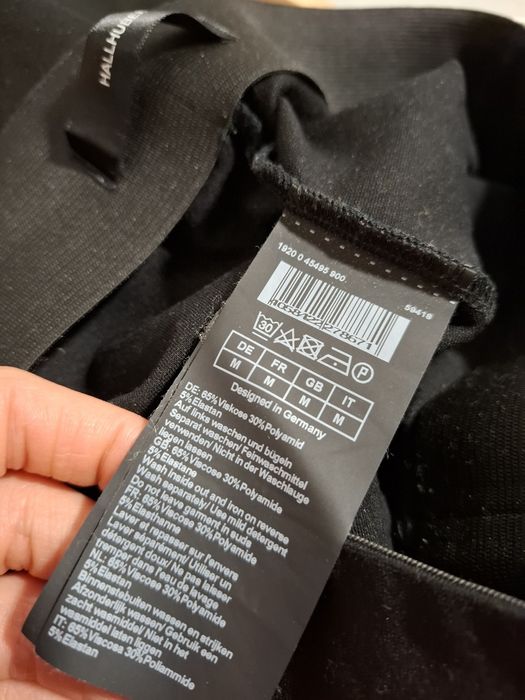 HALLHUBER
1920 0 45495 900
59418
30 P
DE FR GB IT
M M M M
Designed in Germany
DE: 65% Viskose 30% Polyamid
5% Elastan
Auf links waschen und bügeln
Separat waschen/ Feinwaschmittel
verwenden/ Nicht in der Waschlauge
liegen lassen
GB: 65% Viscose 30% Polyamide
5% Elastane
Wash inside out and iron on reverse
Wash separately/ Use mild detergent
Do not leave garment in suds
FR: 65% Viscose 30% Polyamide
5% Elasthanne
Laver et repasser sur l'envers
Laver séparément/ Utiliser un
détergent doux/ Ne pas laisser
tremper dans l'eau de lavage
NL: 65% Viscose 30% Polyamide
5% Elastan
Binnenstebuiten wassen en strijken
Afzonderlijk wassen/ Gebruik een
zacht wasmiddel/ Niet in het
wasmiddel laten liggen
IT: 65% Viscosa 30% Poliammide
5% Elastan